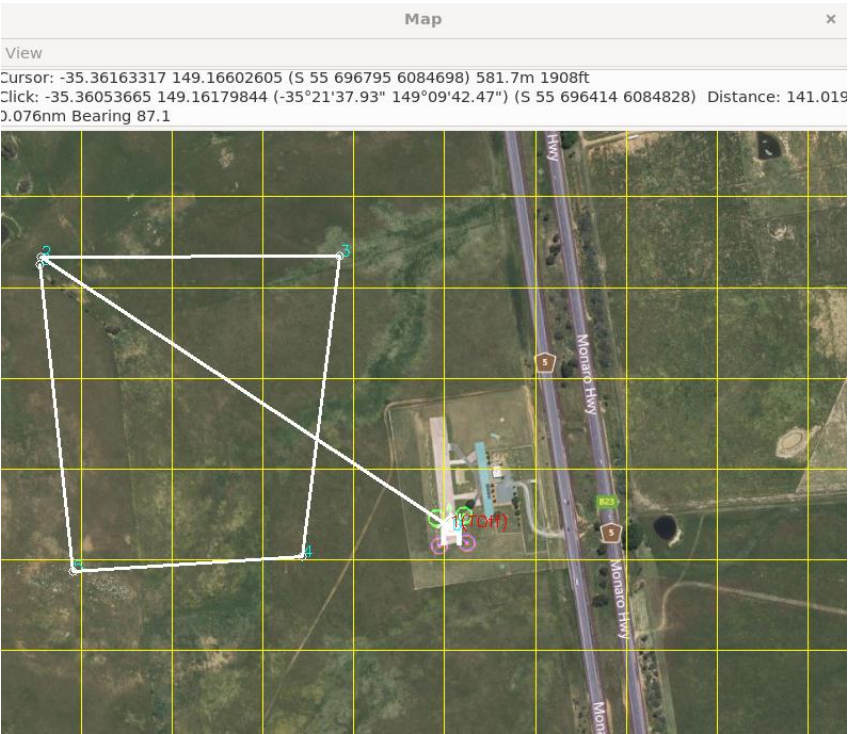 Map
×
View
Cursor: -35.36163317 149.16602605 (S 55 696795 6084698) 581.7m 1908ft
Click: -35.36053665 149.16179844 (-35°21'37.93" 149°09'42.47") (S 55 696414 6084828) Distance: 141.019
0.076nm Bearing 87.1
Hwy
2
3
5
Monaro Hwy
B23
1(TOff)
5
4
Monaro Hwy
Mona